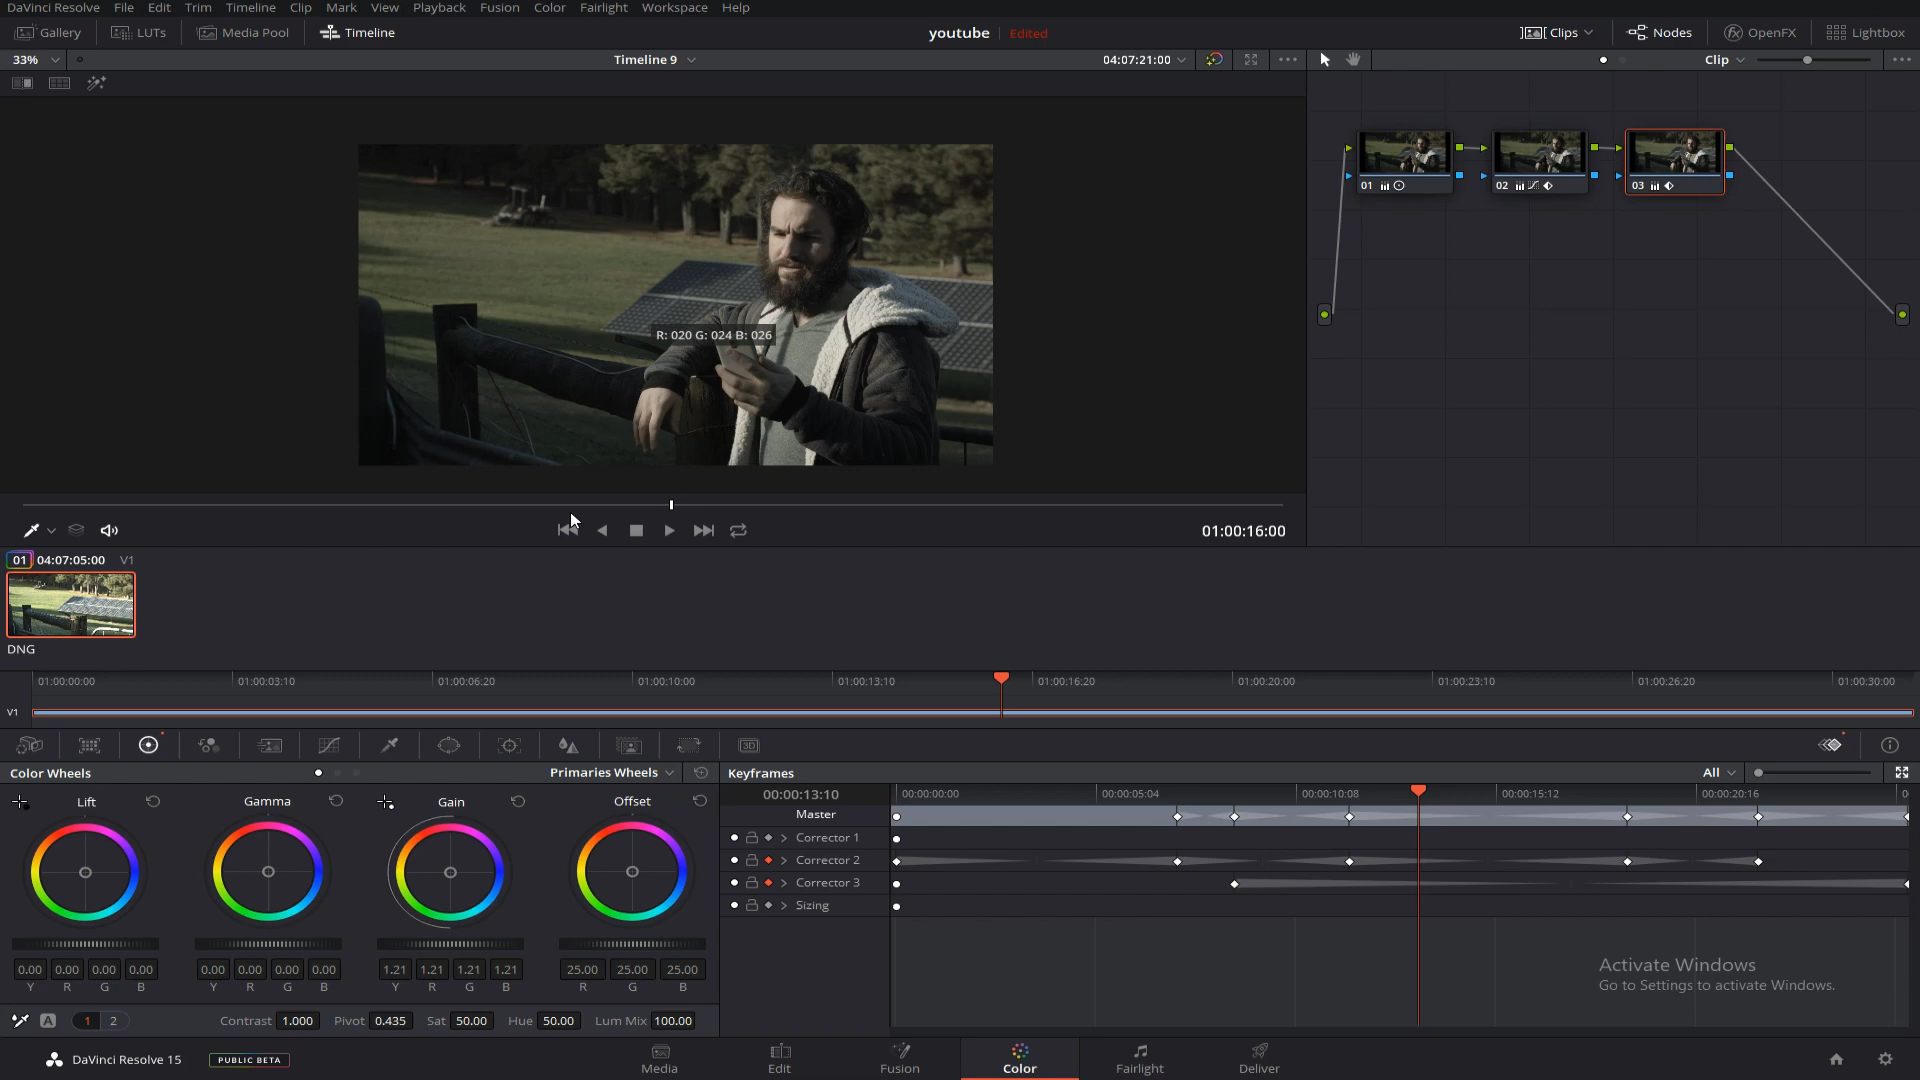 DaVinci Resolve File Edit Trim Timeline Clip Mark View Playback Fusion Color Fairlight Workspace Help
Gallery LUTs Media Pool Timeline youtube Edited Clips Nodes OpenFX Lightbox
33% Timeline 9 04:07:21:00 Clip
R: 020 G: 024 B: 026
01 02 03
01:00:16:00
01 04:07:05:00 V1
DNG
01:00:00:00 01:00:03:10 01:00:06:20 01:00:10:00 01:00:13:10 01:00:16:20 01:00:20:00 01:00:23:10 01:00:26:20 01:00:30:00
V1
3D
Color Wheels Primaries Wheels Keyframes All
Lift Gamma Gain Offset
00:00:13:10 00:00:00:00 00:00:05:04 00:00:10:08 00:00:15:12 00:00:20:16 0
Master
Corrector 1
Corrector 2
Corrector 3
Sizing
0.00 0.00 0.00 0.00 0.00 0.00 0.00 0.00 1.21 1.21 1.21 1.21 25.00 25.00 25.00
Y R G B Y R G B Y R G B R G B
Activate Windows
Go to Settings to activate Windows.
A 1 2 Contrast 1.000 Pivot 0.435 Sat 50.00 Hue 50.00 Lum Mix 100.00
DaVinci Resolve 15 PUBLIC BETA Media Edit Fusion Color Fairlight Deliver